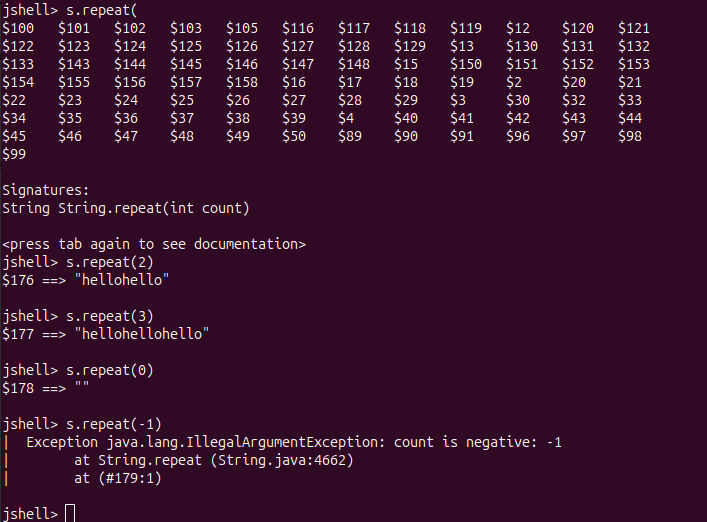 jshell> s.repeat(
$100 $101 $102 $103 $105 $116 $117 $118 $119 $12 $120 $121
$122 $123 $124 $125 $126 $127 $128 $129 $13 $130 $131 $132
$133 $143 $144 $145 $146 $147 $148 $15 $150 $151 $152 $153
$154 $155 $156 $157 $158 $16 $17 $18 $19 $2 $20 $21
$22 $23 $24 $25 $26 $27 $28 $29 $3 $30 $32 $33
$34 $35 $36 $37 $38 $39 $4 $40 $41 $42 $43 $44
$45 $46 $47 $48 $49 $50 $89 $90 $91 $96 $97 $98
$99
Signatures:
String String.repeat(int count)
<press tab again to see documentation>
jshell> s.repeat(2)
$176 ==> "hellohello"
jshell> s.repeat(3)
$177 ==> "hellohellohello"
jshell> s.repeat(0)
$178 ==> ""
jshell> s.repeat(-1)
| Exception java.lang.IllegalArgumentException: count is negative: -1
| at String.repeat (String.java:4662)
| at (#179:1)
jshell>